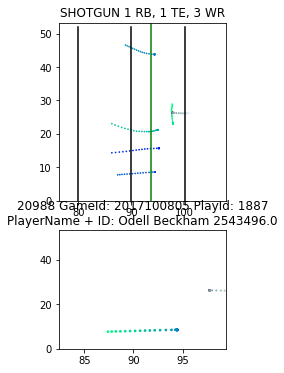 SHOTGUN 1 RB, 1 TE, 3 WR
50
40
30
20
10
0
80 90 100
20988 GameId: 2017100805 PlayId: 1887
PlayerName + ID: Odell Beckham 2543496.0
40
20
0
85 90 95